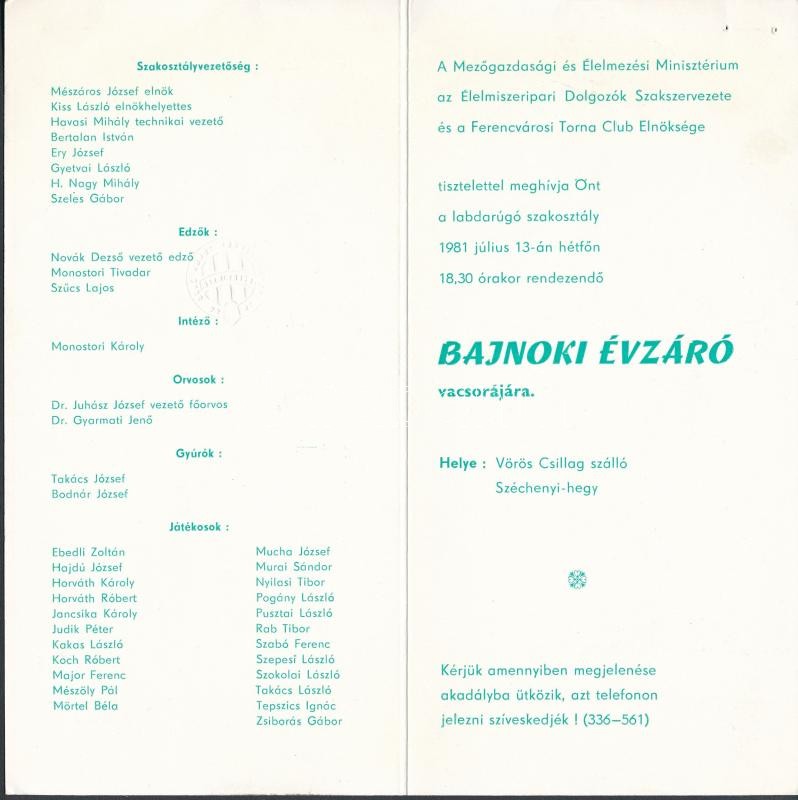 Szakosztályvezetőség :
Mészáros József elnök
Kiss László elnökhelyettes
Havasi Mihály technikai vezető
Bertalan István
Ery József
Gyetvai László
H. Nagy Mihály
Szeles Gábor
Edzők :
Novák Dezső vezető edző
Monostori Tivadar
Szűcs Lajos
Intéző :
Monostori Károly
Orvosok :
Dr. Juhász József vezető főorvos
Dr. Gyarmati Jenő
Gyúrók :
Takács József
Bodnár József
Játékosok :
Ebedli Zoltán
Hajdú József
Horváth Károly
Horváth Róbert
Jancsika Károly
Judik Péter
Kakas László
Koch Róbert
Major Ferenc
Mészöly Pál
Mörtel Béla
Mucha József
Murai Sándor
Nyilasi Tibor
Pogány László
Pusztai László
Rab Tibor
Szabó Ferenc
Szepesi László
Szokolai László
Takács László
Tepszics Ignác
Zsiborás Gábor
A Mezőgazdasági és Élelmezési Minisztérium
az Élelmiszeripari Dolgozók Szakszervezete
és a Ferencvárosi Torna Club Elnöksége
tisztelettel meghívja Önt
a labdarúgó szakosztály
1981 július 13-án hétfőn
18,30 órakor rendezendő
BAJNOKI ÉVZÁRÓ
vacsorájára.
Helye : Vörös Csillag szálló
Széchenyi-hegy
Kérjük amennyiben megjelenése
akadályba ütközik, azt telefonon
jelezni szíveskedjék ! (336–561)